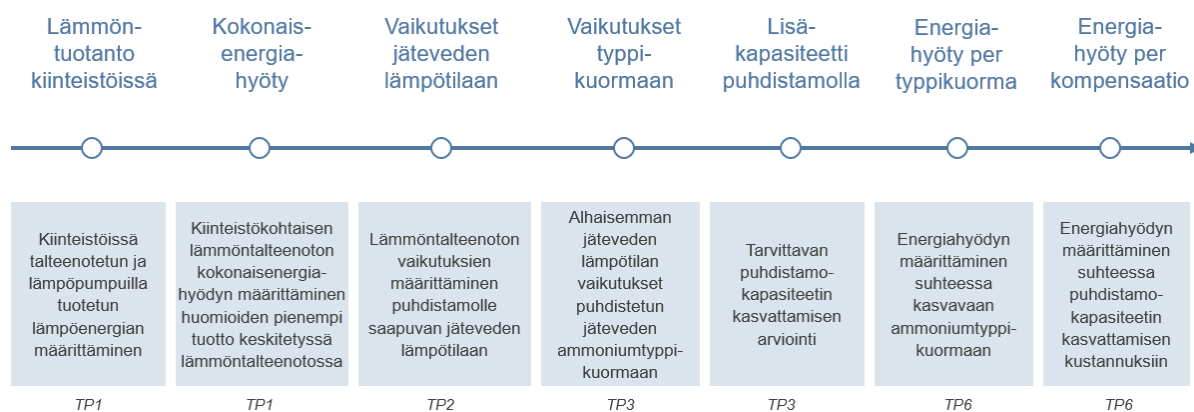 Lämmön-
tuotanto
kiinteistöissä
Kokonais-
energia-
hyöty
Vaikutukset
jäteveden
lämpötilaan
Vaikutukset
typpi-
kuormaan
Lisä-
kapasiteetti
puhdistamolla
Energia-
hyöty per
typpikuorma
Energia-
hyöty per
kompensaatio
Kiinteistöissä
talteenotetun ja
lämpöpumpuilla
tuotetun
lämpöenergian
määrittäminen
Kiinteistökohtaisen
lämmöntalteenoton
kokonaisenergia-
hyödyn määrittäminen
huomioiden pienempi
tuotto keskitetyssä
lämmöntalteenotossa
Lämmöntalteenoton
vaikutuksien
määrittäminen
puhdistamolle
saapuvan jäteveden
lämpötilaan
Alhaisemman
jäteveden
lämpötilan
vaikutukset
puhdistetun
jäteveden
ammoniumtyppi-
kuormaan
Tarvittavan
puhdistamo-
kapasiteetin
kasvattamisen
arviointi
Energiahyödyn
määrittäminen
suhteessa
kasvavaan
ammoniumtyppi-
kuormaan
Energiahyödyn
määrittäminen
suhteessa
puhdistamo-
kapasiteetin
kasvattamisen
kustannuksiin
TP1
TP1
TP2
TP3
TP3
TP6
TP6